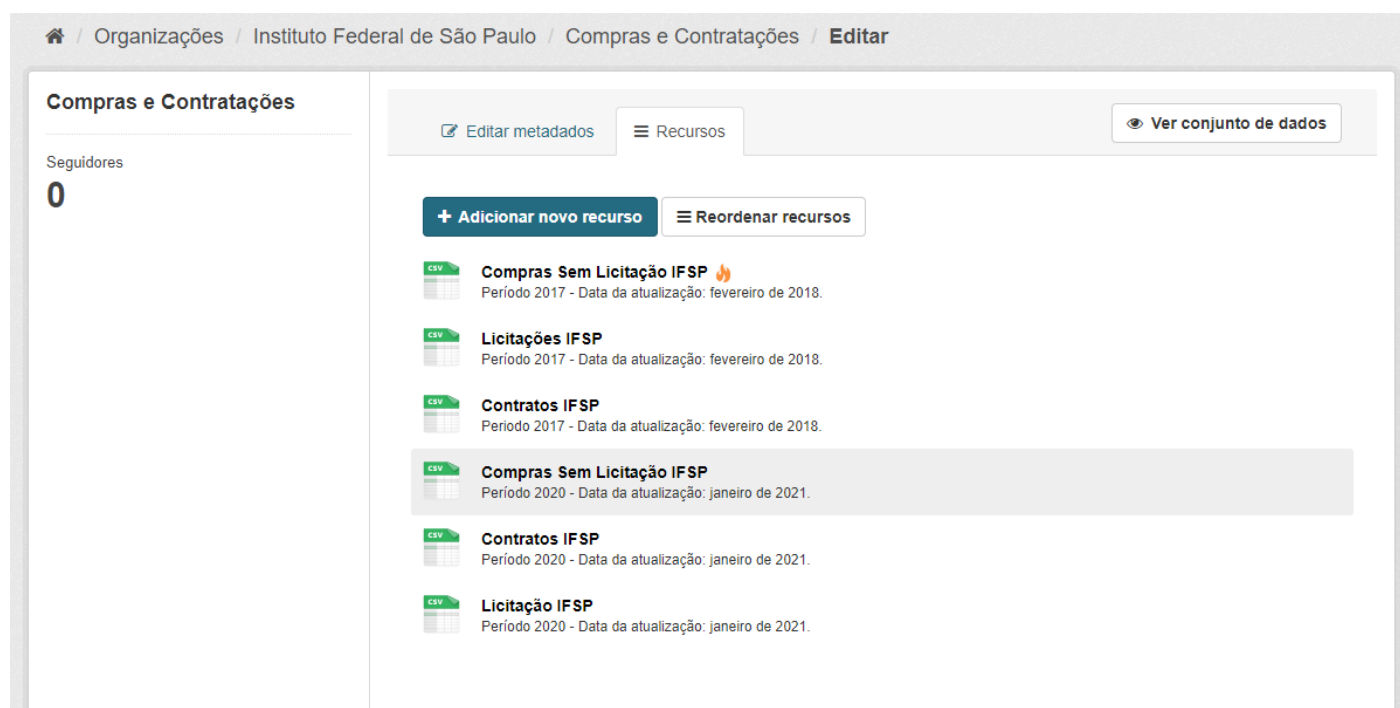 / Organizações / Instituto Federal de São Paulo / Compras e Contratações / Editar
Compras e Contratações
Seguidores
0
Editar metadados
Recursos
Ver conjunto de dados
+ Adicionar novo recurso
Reordenar recursos
CSV
Compras Sem Licitação IFSP
Período 2017 - Data da atualização: fevereiro de 2018.
CSV
Licitações IFSP
Período 2017 - Data da atualização: fevereiro de 2018.
CSV
Contratos IFSP
Periodo 2017 - Data da atualização: fevereiro de 2018.
CSV
Compras Sem Licitação IFSP
Período 2020 - Data da atualização: janeiro de 2021.
CSV
Contratos IFSP
Período 2020 - Data da atualização: janeiro de 2021.
CSV
Licitação IFSP
Período 2020 - Data da atualização: janeiro de 2021.